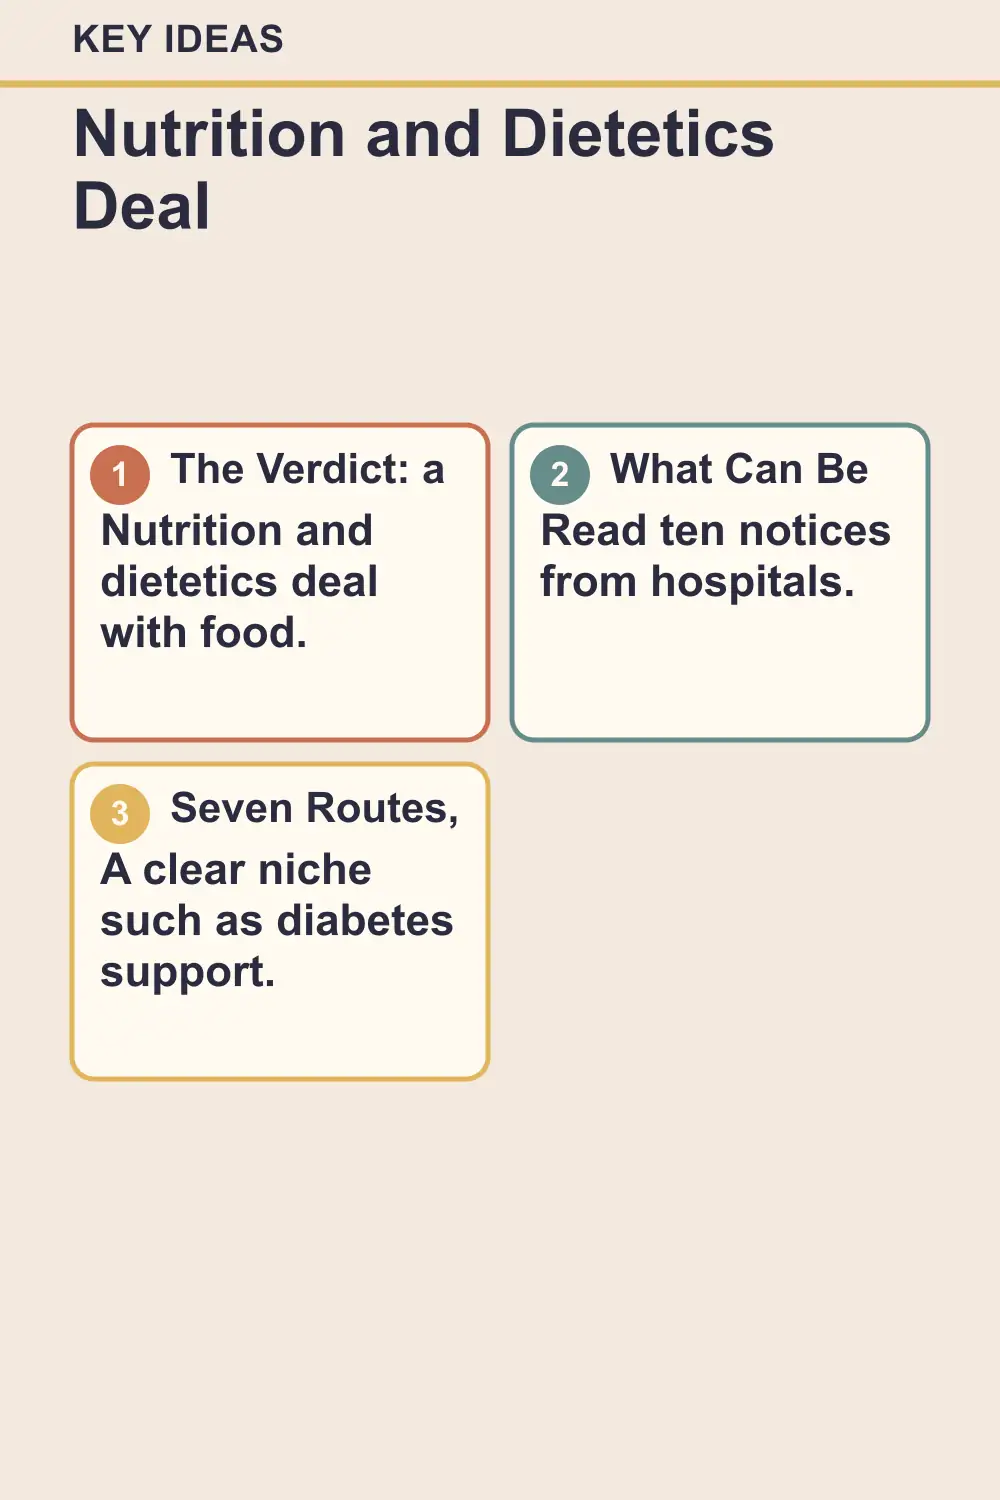 KEY IDEAS
Nutrition and Dietetics
Deal
1 The Verdict: a
Nutrition and
dietetics deal
with food.
2 What Can Be
Read ten notices
from hospitals.
3 Seven Routes,
A clear niche
such as diabetes
support.